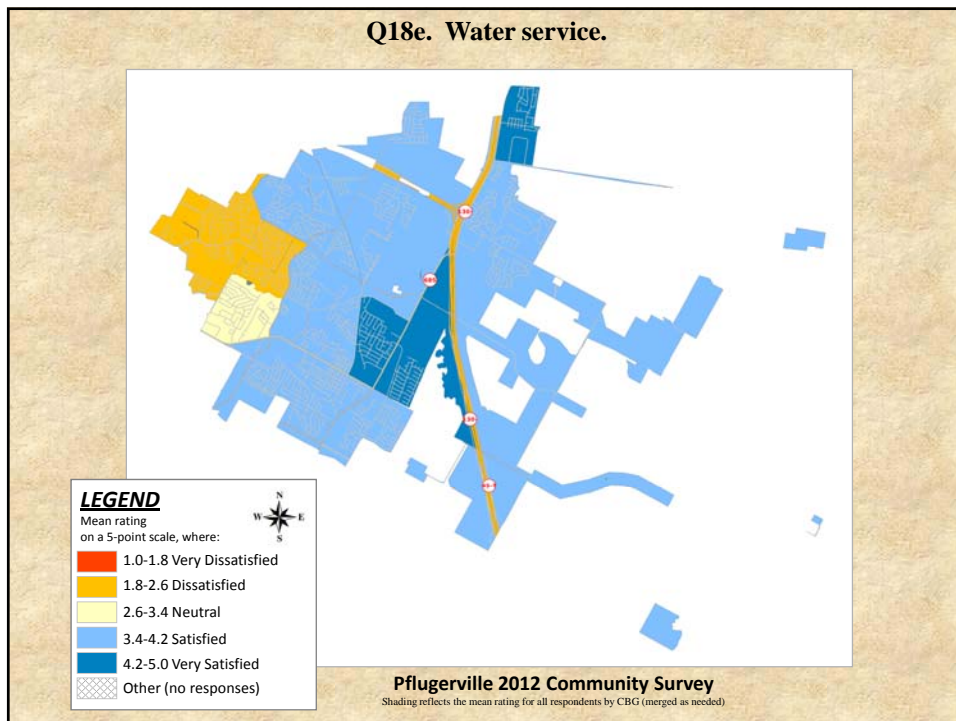 Q18e.  Water service.
130
685
LEGEND
Mean rating
on a 5-point scale, where:
N
W
E
S
1.0-1.8 Very Dissatisfied
1.8-2.6 Dissatisfied
2.6-3.4 Neutral
3.4-4.2 Satisfied
4.2-5.0 Very Satisfied
Other (no responses)
Pflugerville 2012 Community Survey
Shading reflects the mean rating for all respondents by CBG (merged as needed)